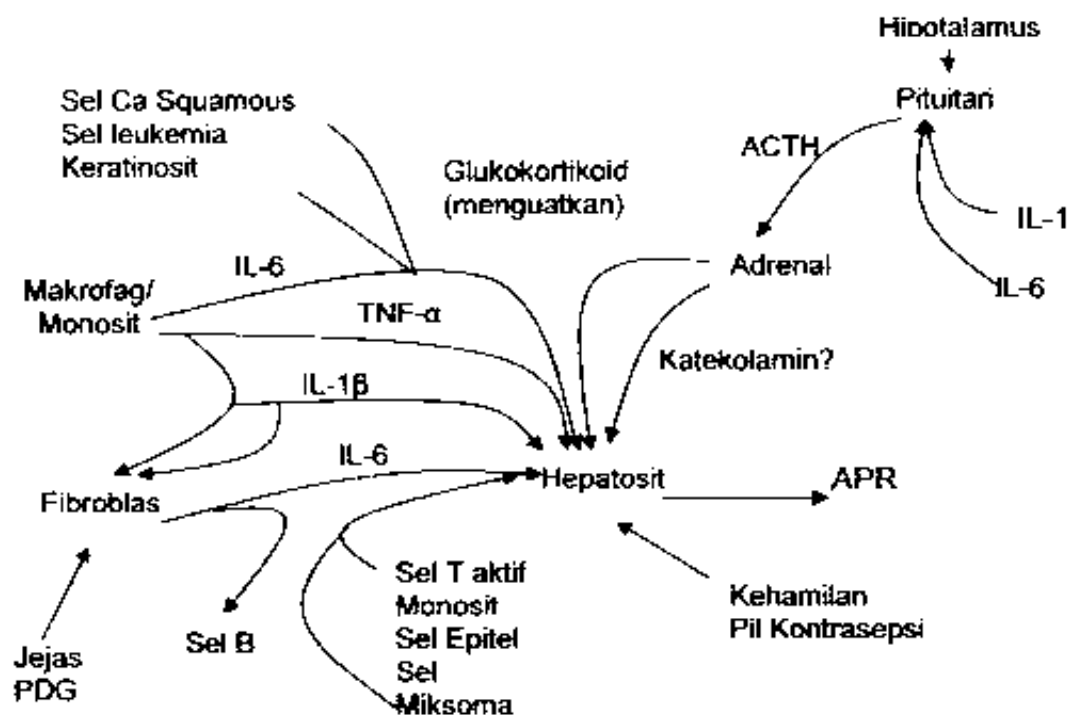 Hipotalamus
Pituitari
Sel Ca Squamous
Sel leukemia
Keratinosit
ACTH
Glukokortikoid
(menguatkan)
IL-1
IL-6
Adrenal
IL-6
Makrofag/
Monosit
TNF-α
Katekolamin?
IL-1β
IL-6
Hepatosit
APR
Fibroblas
Sel T aktif
Monosit
Sel Epitel
Sel
Miksoma
Kehamilan
Pil Kontrasepsi
Sel B
Jejas
PDG